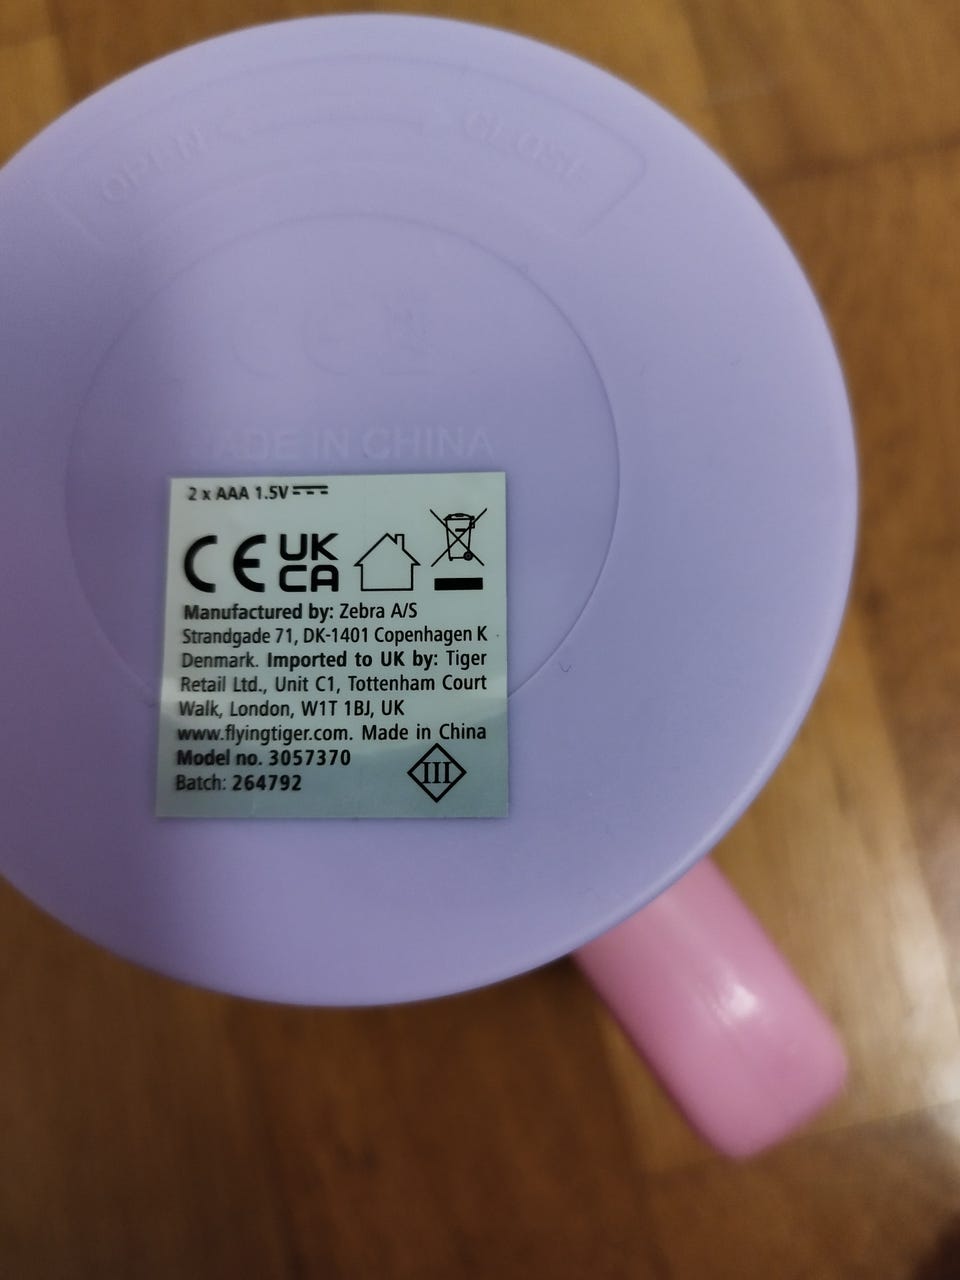 OPEN CLOSE
MADE IN CHINA
2 x AAA 1.5V
CE UK
CA
Manufactured by: Zebra A/S
Strandgade 71, DK-1401 Copenhagen K
Denmark. Imported to UK by: Tiger
Retail Ltd., Unit C1, Tottenham Court
Walk, London, W1T 1BJ, UK
www.flyingtiger.com. Made in China
Model no. 3057370
Batch: 264792
III